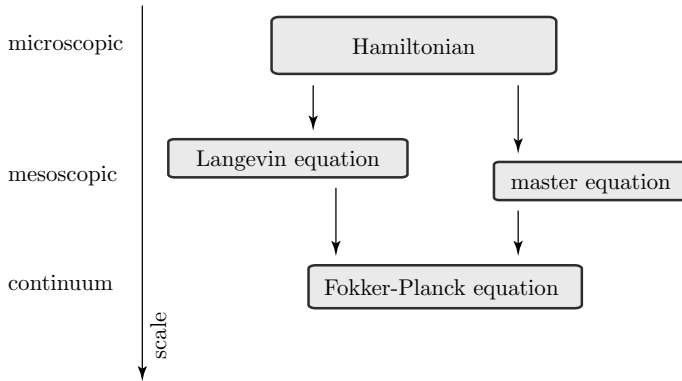 microscopic
Hamiltonian
Langevin equation
mesoscopic
master equation
continuum
Fokker-Planck equation
scale